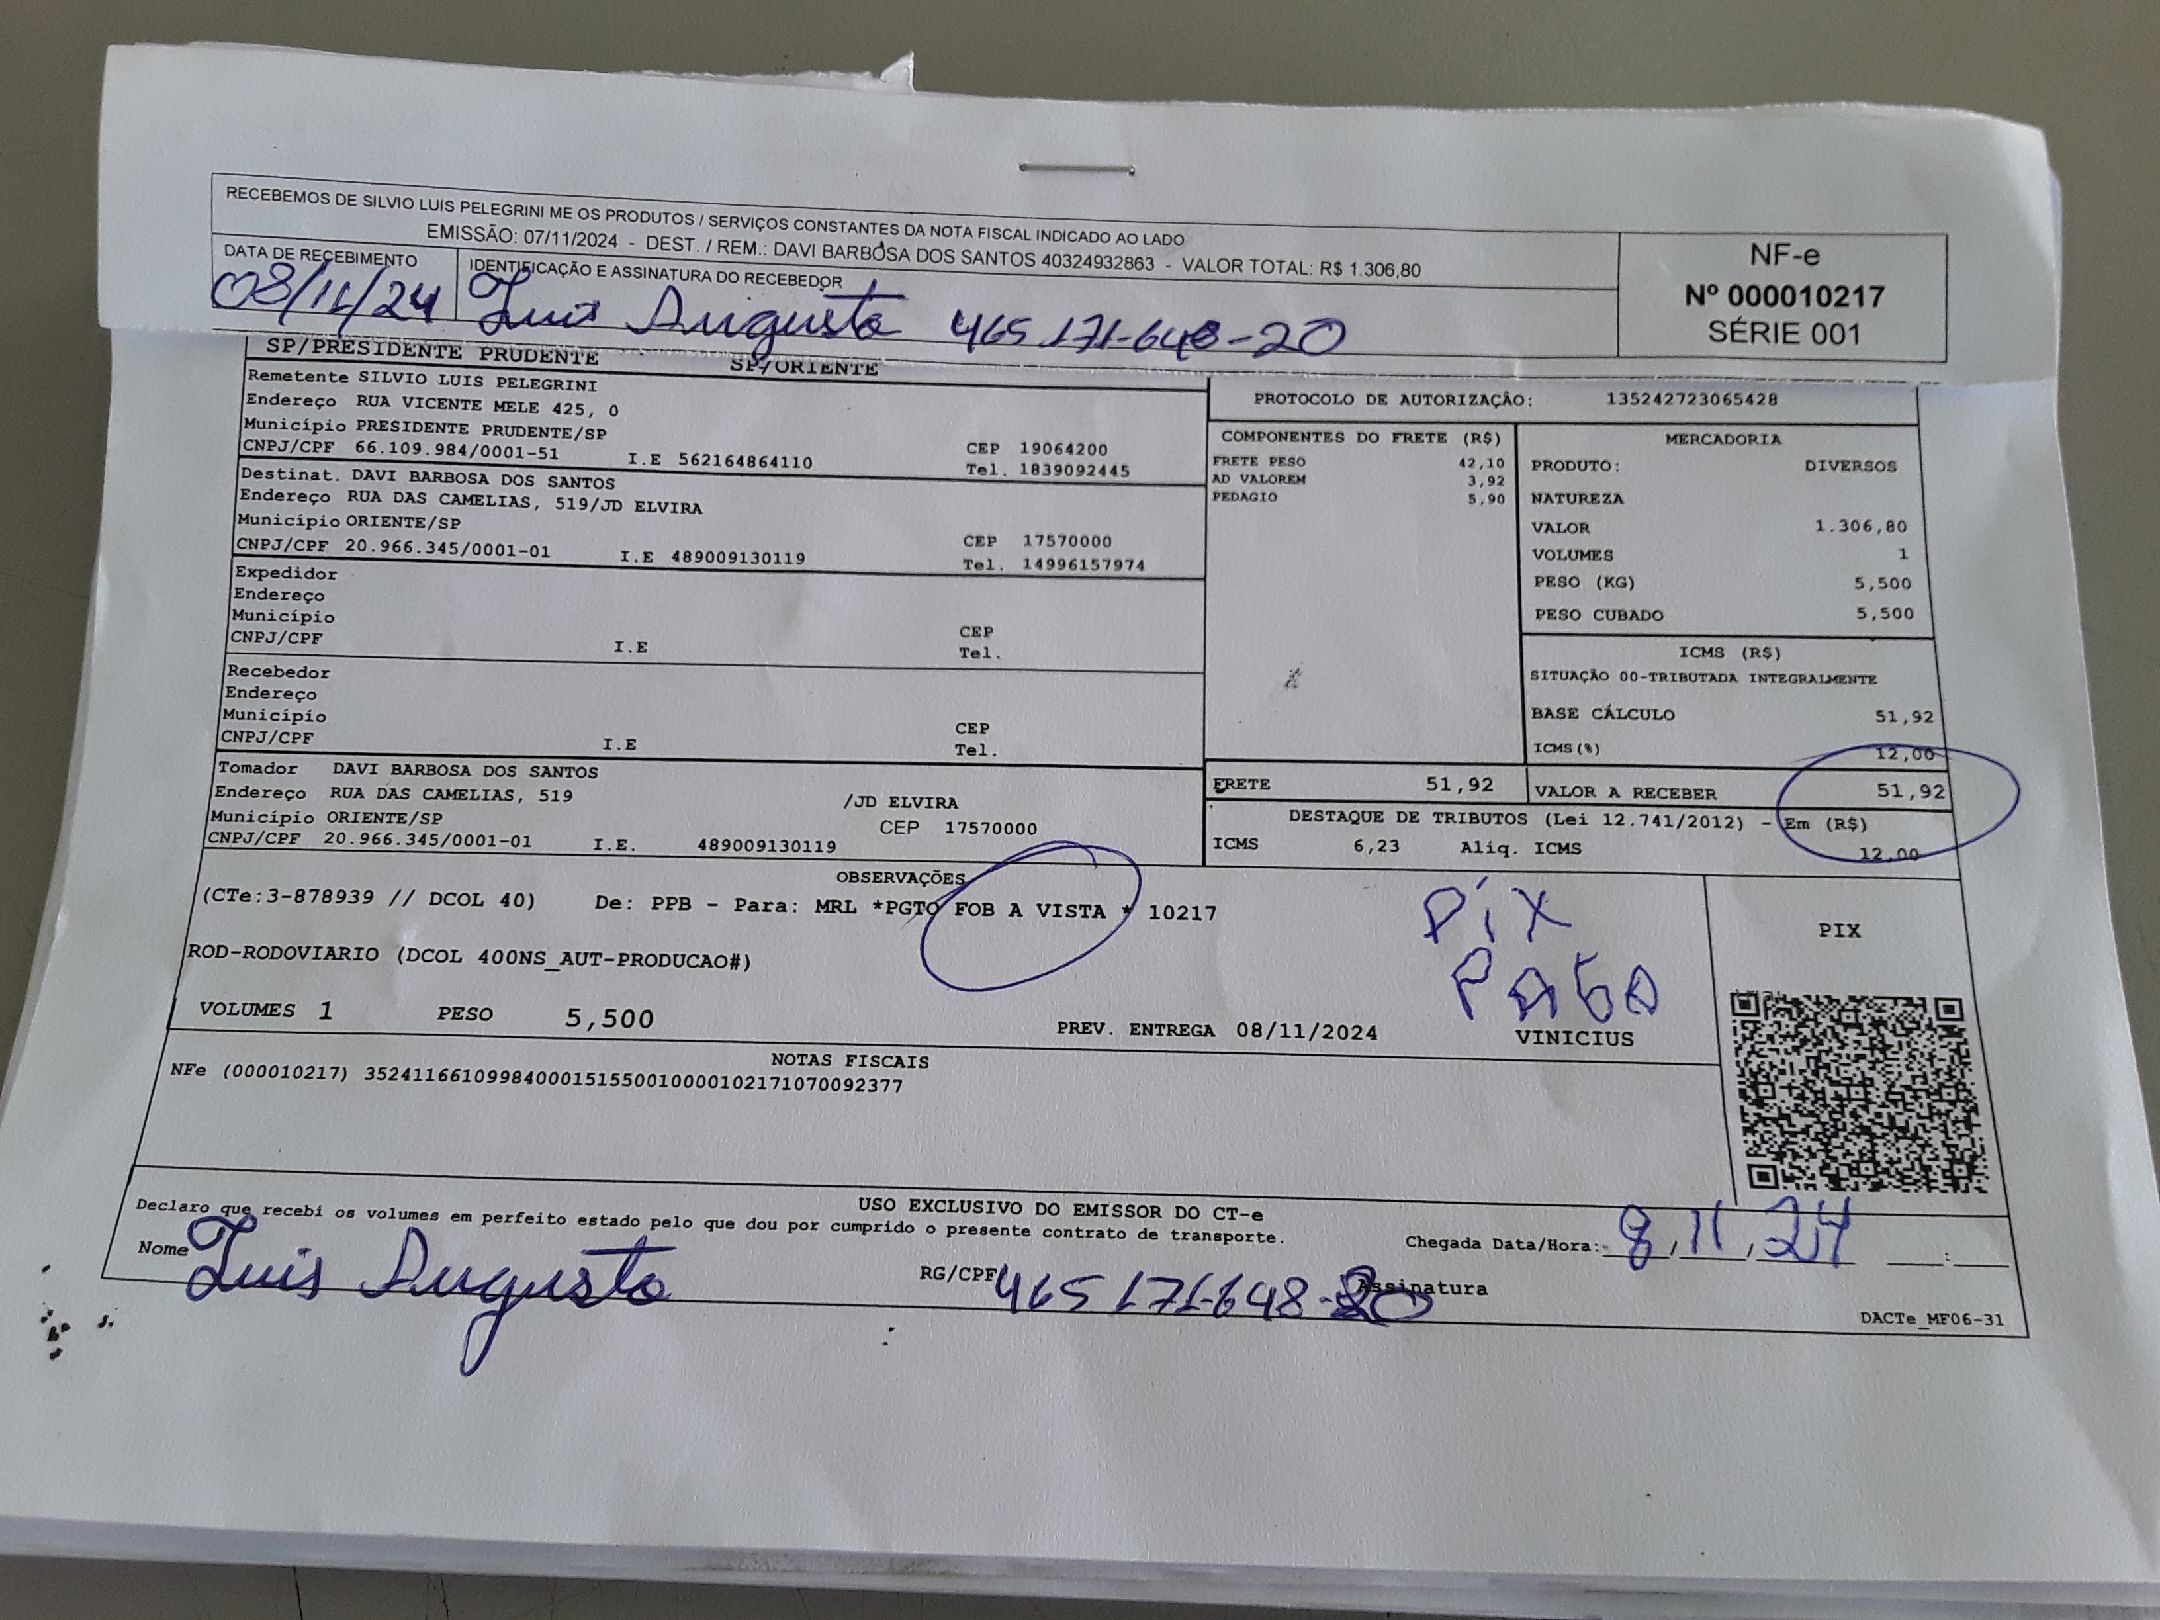 RECEBEMOS DE SILVIO LUIS PELEGRINI ME OS PRODUTOS / SERVIÇOS CONSTANTES DA NOTA FISCAL INDICADO AO LADO
EMISSÃO: 07/11/2024 - DEST. / REM.: DAVI BARBOSA DOS SANTOS 40324932863 - VALOR TOTAL: R$ 1.306,80
NF-e
Nº 000010217
SÉRIE 001
DATA DE RECEBIMENTO
08/11/24
IDENTIFICAÇÃO E ASSINATURA DO RECEBEDOR
Luis Augusto 465 171-648-20
SP/PRESIDENTE PRUDENTE SP/ORIENTE
Remetente SILVIO LUIS PELEGRINI
Endereço RUA VICENTE MELE 425, 0
Município PRESIDENTE PRUDENTE/SP CEP 19064200
CNPJ/CPF 66.109.984/0001-51 I.E 562164864110 Tel. 1839092445
Destinat. DAVI BARBOSA DOS SANTOS
Endereço RUA DAS CAMELIAS, 519/JD ELVIRA
Município ORIENTE/SP CEP 17570000
CNPJ/CPF 20.966.345/0001-01 I.E 489009130119 Tel. 14996157974
Expedidor
Endereço
Município CEP
CNPJ/CPF I.E Tel.
Recebedor
Endereço
Município CEP
CNPJ/CPF I.E Tel.
Tomador DAVI BARBOSA DOS SANTOS
Endereço RUA DAS CAMELIAS, 519 /JD ELVIRA
Município ORIENTE/SP CEP 17570000
CNPJ/CPF 20.966.345/0001-01 I.E. 489009130119
PROTOCOLO DE AUTORIZAÇÃO: 135242723065428
COMPONENTES DO FRETE (R$)
FRETE PESO 42,10
AD VALOREM 3,92
PEDAGIO 5,90
MERCADORIA
PRODUTO: DIVERSOS
NATUREZA
VALOR 1.306,80
VOLUMES 1
PESO (KG) 5,500
PESO CUBADO 5,500
ICMS (R$)
SITUAÇÃO 00-TRIBUTADA INTEGRALMENTE
BASE CÁLCULO 51,92
ICMS(%) 12,00
FRETE 51,92
VALOR A RECEBER 51,92
DESTAQUE DE TRIBUTOS (Lei 12.741/2012) - Em (R$)
ICMS 6,23 Aliq. ICMS 12,00
OBSERVAÇÕES
(CTe:3-878939 // DCOL 40) De: PPB - Para: MRL *PGTO FOB A VISTA * 10217
ROD-RODOVIARIO (DCOL 400NS_AUT-PRODUCAO#)
PIX
PAGO
VOLUMES 1 PESO 5,500 PREV. ENTREGA 08/11/2024 VINICIUS
PIX
NOTAS FISCAIS
NFe (000010217) 35241166109984000151550010000102171070092377
USO EXCLUSIVO DO EMISSOR DO CT-e
Declaro que recebi os volumes em perfeito estado pelo que dou por cumprido o presente contrato de transporte.
Chegada Data/Hora: 8,11,24 :
Nome Luis Augusto RG/CPF 465 171-648-20 Assinatura
DACTe_MF06-31